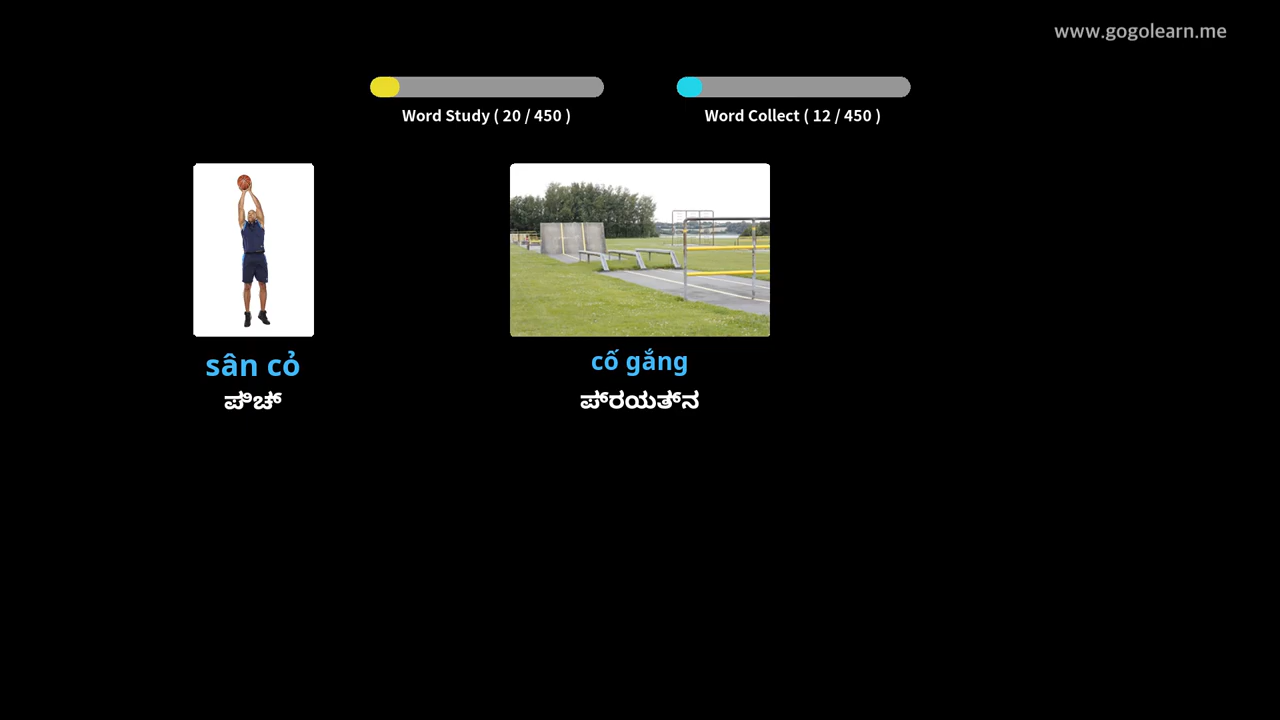 www.gogolearn.me
Word Study ( 20 / 450 )
Word Collect ( 12 / 450 )
sân cỏ
ಪಿಚ್
cố gắng
ಪ್ರಯತ್ನ